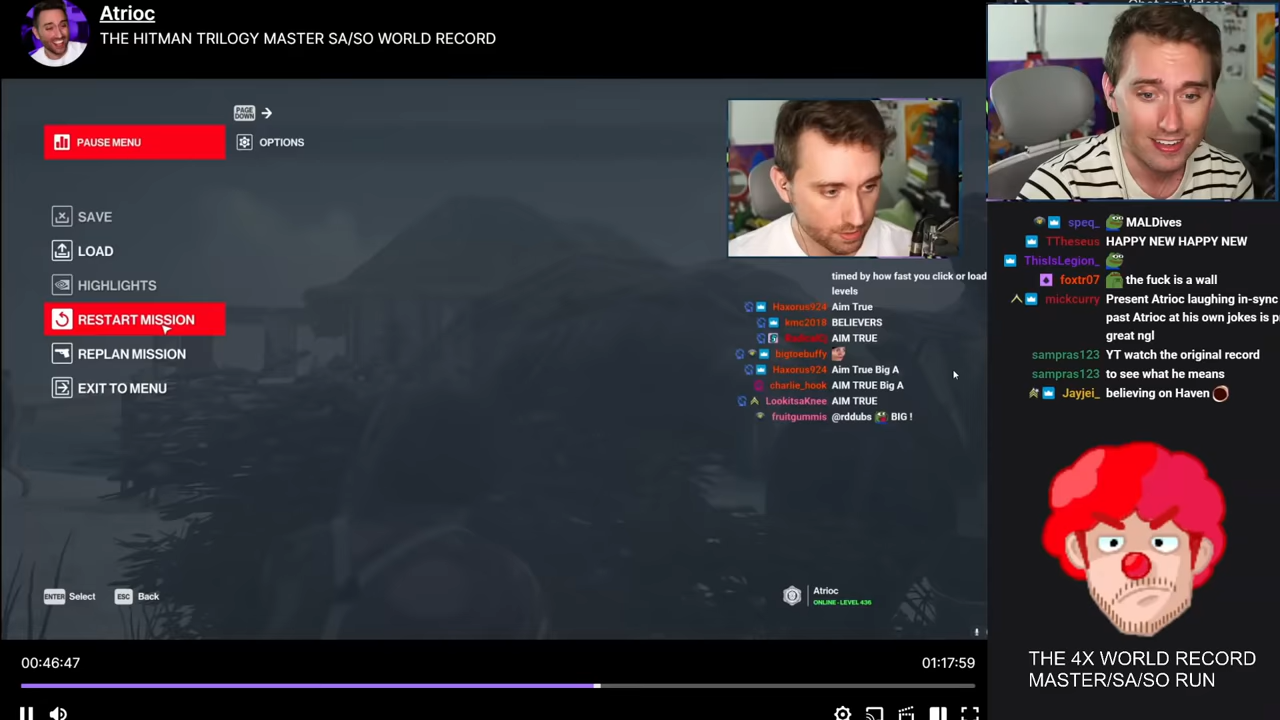 Atrioc
THE HITMAN TRILOGY MASTER SA/SO WORLD RECORD
PAGE DOWN
PAUSE MENU
OPTIONS
SAVE
LOAD
HIGHLIGHTS
RESTART MISSION
REPLAN MISSION
EXIT TO MENU
timed by how fast you click or load
levels
Haxorus924 Aim True
kmc2018 BELIEVERS
AIM TRUE
bigtoebuffy
Haxorus924 Aim True Big A
charlie_hook AIM TRUE Big A
LookitsaKnee AIM TRUE
fruitgummis @rddubs BIG !
ENTER Select ESC Back
Atrioc
ONLINE - LEVEL 436
00:46:47
01:17:59
speq_ MALDives
TTheseus HAPPY NEW HAPPY NEW
ThisIsLegion_
foxtr07 the fuck is a wall
mickcurry Present Atrioc laughing in-sync
past Atrioc at his own jokes is p
great ngl
sampras123 YT watch the original record
sampras123 to see what he means
Jayjei_ believing on Haven
THE 4X WORLD RECORD
MASTER/SA/SO RUN